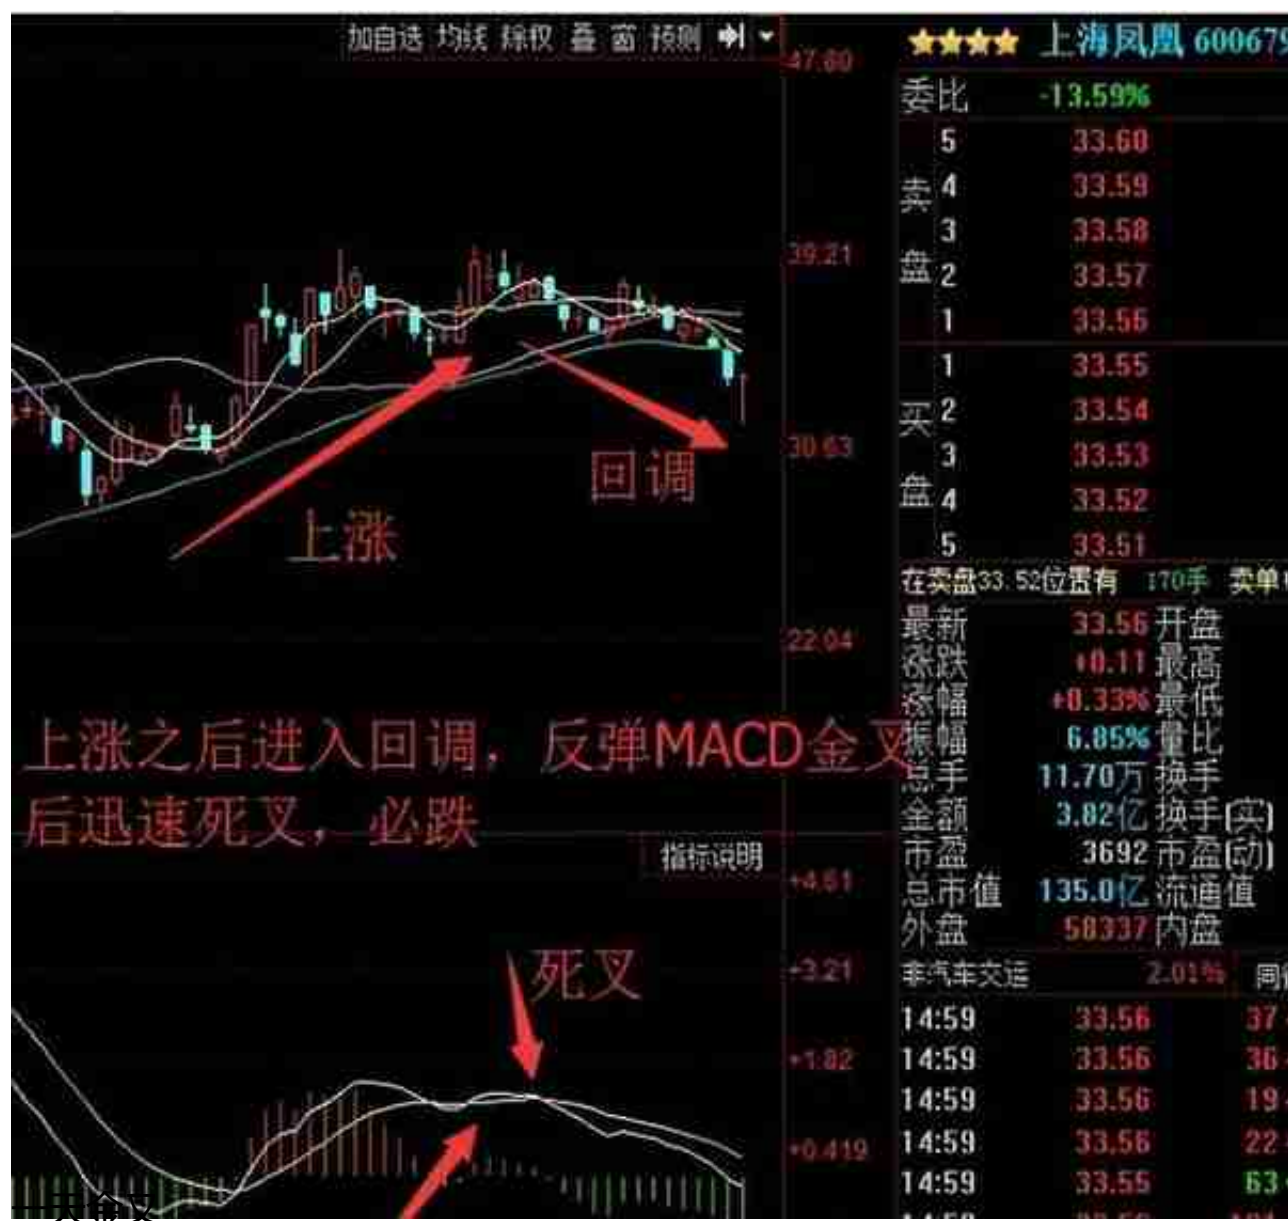 加自选 均线 除权 叠 窗 预测
★★★★ 上海凤凰 600679
47.80
39.21
30.63
22.04
委比 -13.59%
卖盘
5 33.60
4 33.59
3 33.58
2 33.57
1 33.56
买盘
1 33.55
2 33.54
3 33.53
4 33.52
5 33.51
在卖盘33.52位置有 170手 卖单
最新 33.56 开盘
涨跌 +0.11 最高
涨幅 +0.33% 最低
振幅 6.85% 量比
总手 11.70万 换手
金额 3.82亿 换手(实)
市盈 3692 市盈(动)
总市值 135.0亿 流通值
外盘 58337 内盘
非汽车交运 2.01%
14:59 33.56 37
14:59 33.56 36
14:59 33.56 19
14:59 33.56 22
14:59 33.55 63
上涨
回调
上涨之后进入回调，反弹MACD金叉
后迅速死叉，必跌
指标说明
+4.61
+3.21
+1.82
+0.419
死叉